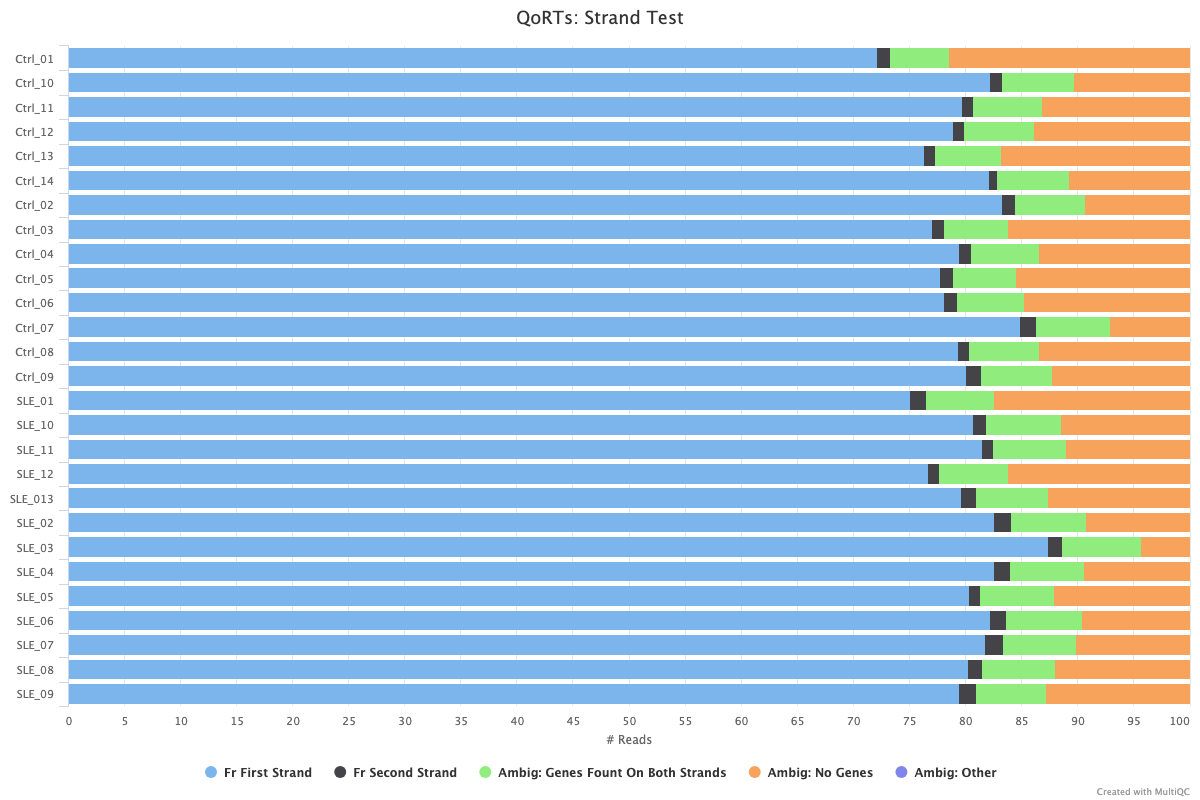 QoRTs: Strand Test
Ctrl_01
Ctrl_10
Ctrl_11
Ctrl_12
Ctrl_13
Ctrl_14
Ctrl_02
Ctrl_03
Ctrl_04
Ctrl_05
Ctrl_06
Ctrl_07
Ctrl_08
Ctrl_09
SLE_01
SLE_10
SLE_11
SLE_12
SLE_013
SLE_02
SLE_03
SLE_04
SLE_05
SLE_06
SLE_07
SLE_08
SLE_09
0 5 10 15 20 25 30 35 40 45 50 55 60 65 70 75 80 85 90 95 100
# Reads
Fr First Strand Fr Second Strand Ambig: Genes Fount On Both Strands Ambig: No Genes Ambig: Other
Created with MultiQC